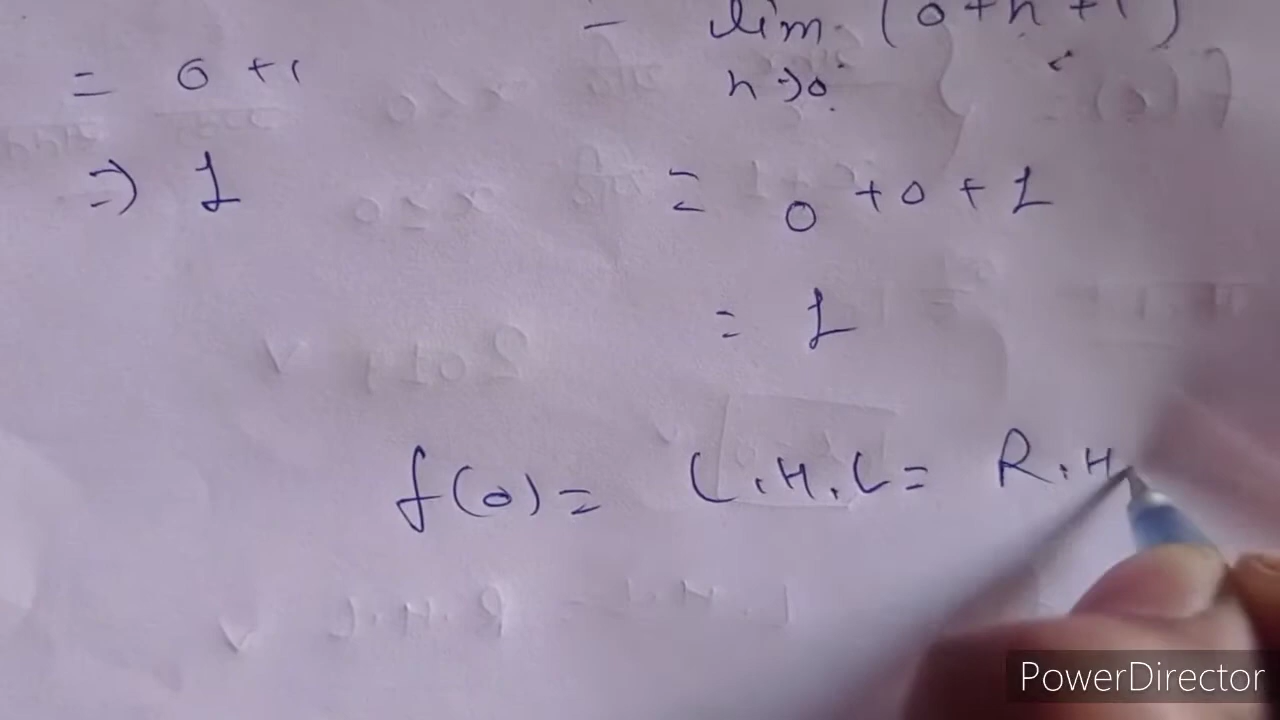 = lim (0+h+1)
= 0 +1
h→0
⇒ 1
= 0 +0 +1
= 1
f(0) = L.H.L = R.H
PowerDirector